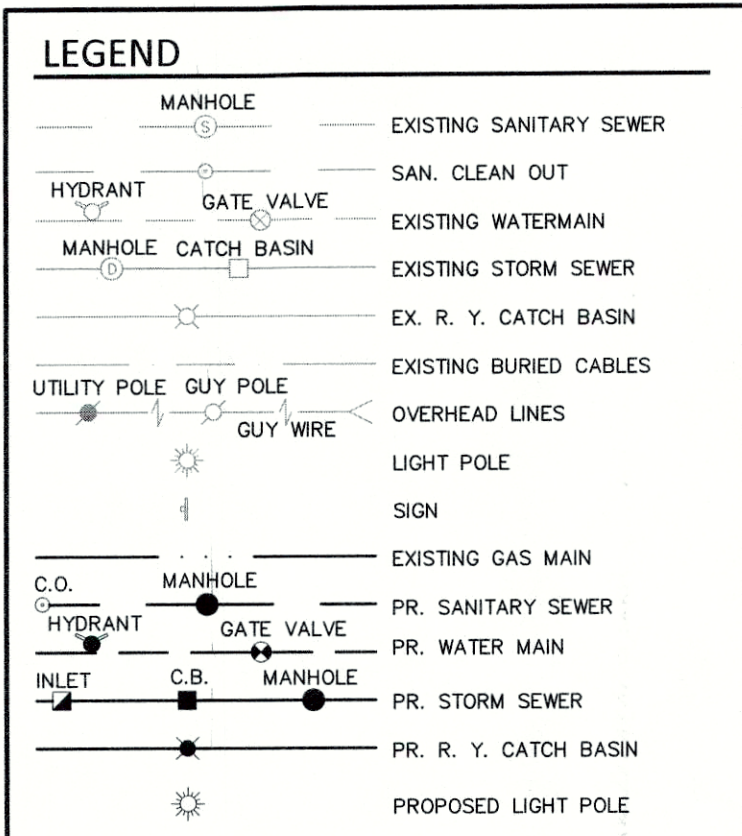 LEGEND
MANHOLE
S EXISTING SANITARY SEWER
SAN. CLEAN OUT
HYDRANT GATE VALVE
EXISTING WATERMAIN
MANHOLE CATCH BASIN
D EXISTING STORM SEWER
EX. R. Y. CATCH BASIN
EXISTING BURIED CABLES
UTILITY POLE GUY POLE
OVERHEAD LINES
GUY WIRE
LIGHT POLE
SIGN
EXISTING GAS MAIN
C.O. MANHOLE
PR. SANITARY SEWER
HYDRANT GATE VALVE
PR. WATER MAIN
INLET C.B. MANHOLE
PR. STORM SEWER
PR. R. Y. CATCH BASIN
PROPOSED LIGHT POLE